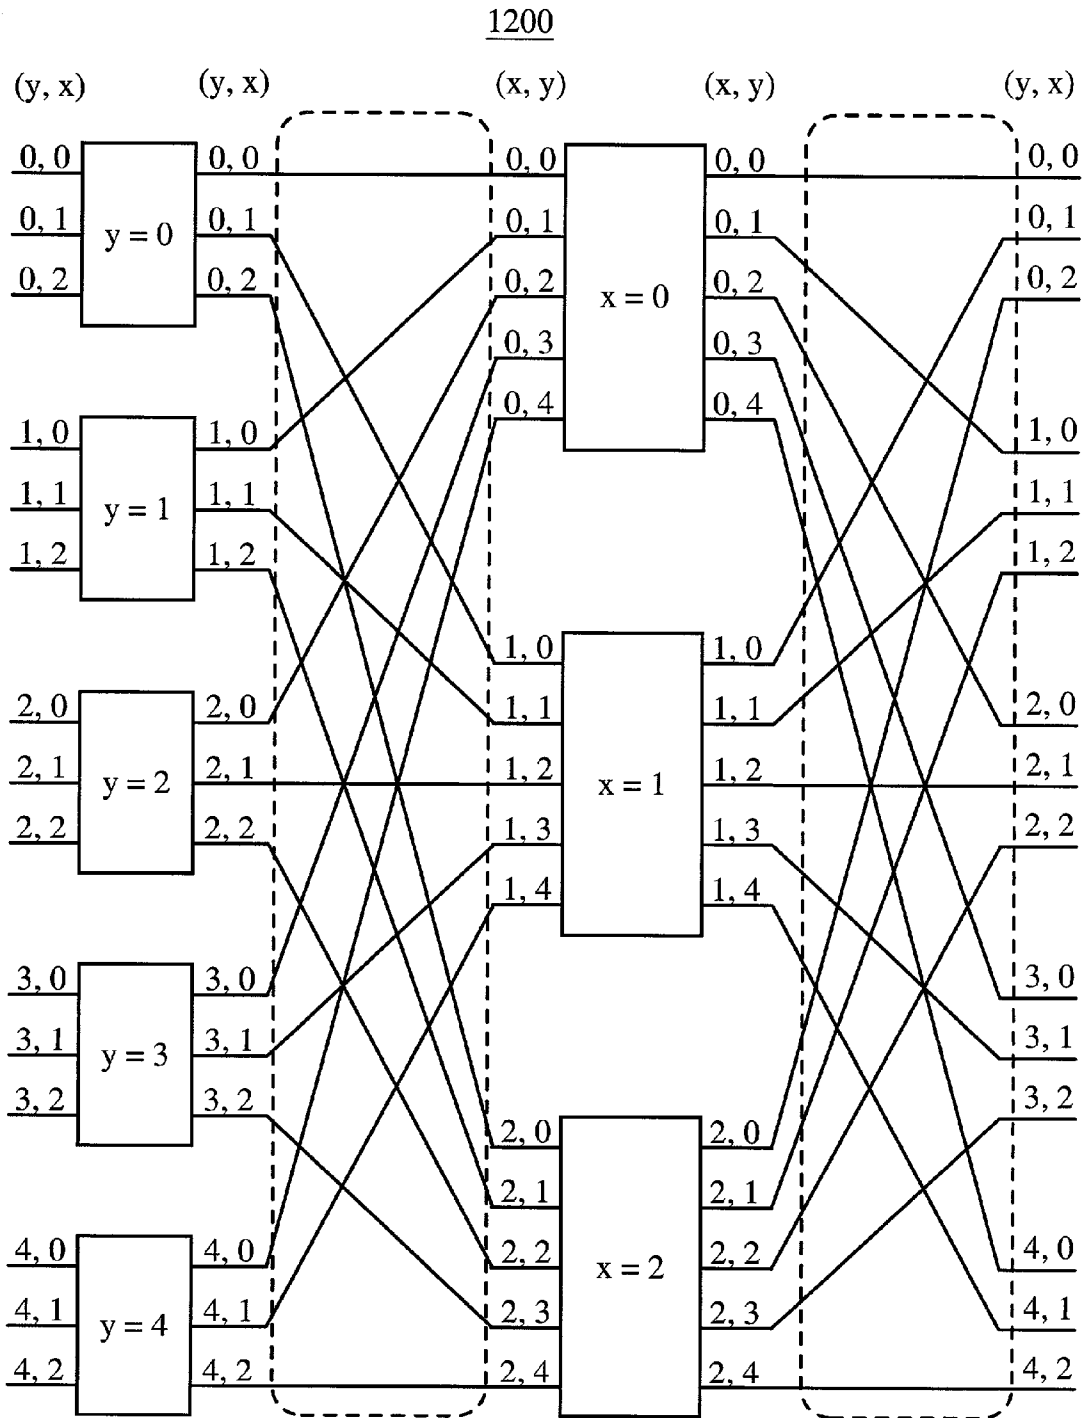 1200
(y, x) (y, x) (x, y) (x, y) (y, x)
0, 0 0, 0 0, 0 0, 0 0, 0
0, 1 0, 1 0, 1 0, 1 0, 1
y = 0
0, 2 0, 2 0, 2 0, 2 0, 2
x = 0
0, 3 0, 3
0, 4 0, 4
1, 0 1, 0 1, 0
1, 1 1, 1 1, 1
y = 1
1, 2 1, 2 1, 2
1, 0 1, 0
2, 0 2, 0 1, 1 1, 1 2, 0
2, 1 2, 1 1, 2 1, 2 2, 1
y = 2 x = 1
2, 2 2, 2 1, 3 1, 3 2, 2
1, 4 1, 4
3, 0 3, 0 3, 0
3, 1 3, 1 3, 1
y = 3
3, 2 3, 2 3, 2
2, 0 2, 0
2, 1 2, 1
4, 0 4, 0 2, 2 2, 2 4, 0
x = 2
4, 1 4, 1 2, 3 2, 3 4, 1
y = 4
4, 2 4, 2 2, 4 2, 4 4, 2